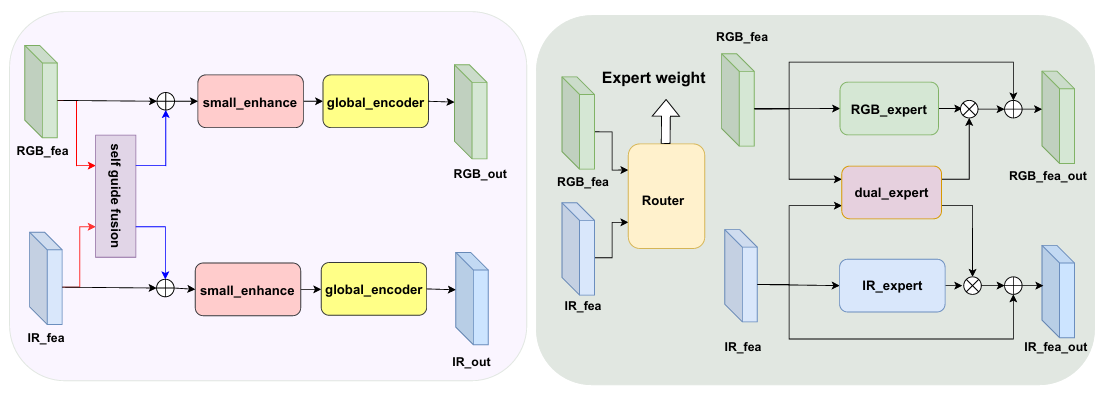 RGB_fea
small_enhance
global_encoder
RGB_out
self guide fusion
IR_fea
small_enhance
global_encoder
IR_out
Expert weight
RGB_fea
IR_fea
Router
RGB_fea
RGB_expert
RGB_fea_out
dual_expert
IR_fea
IR_expert
IR_fea_out